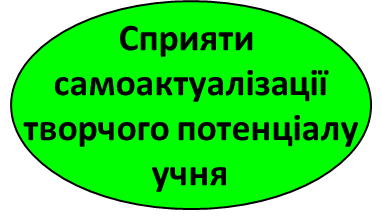 Сприяти
самоактуалізації
творчого потенціалу
учня